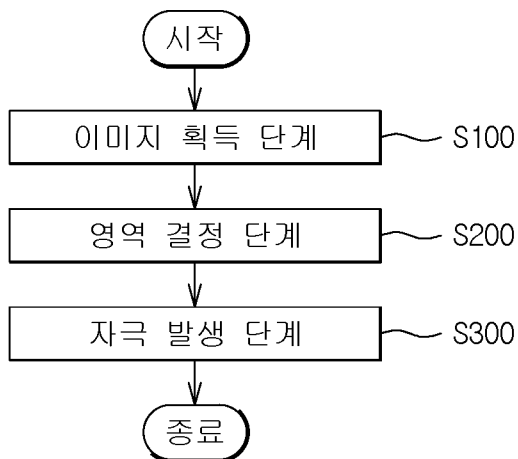 시작
이미지 획득 단계 S100
영역 결정 단계 S200
자극 발생 단계 S300
종료